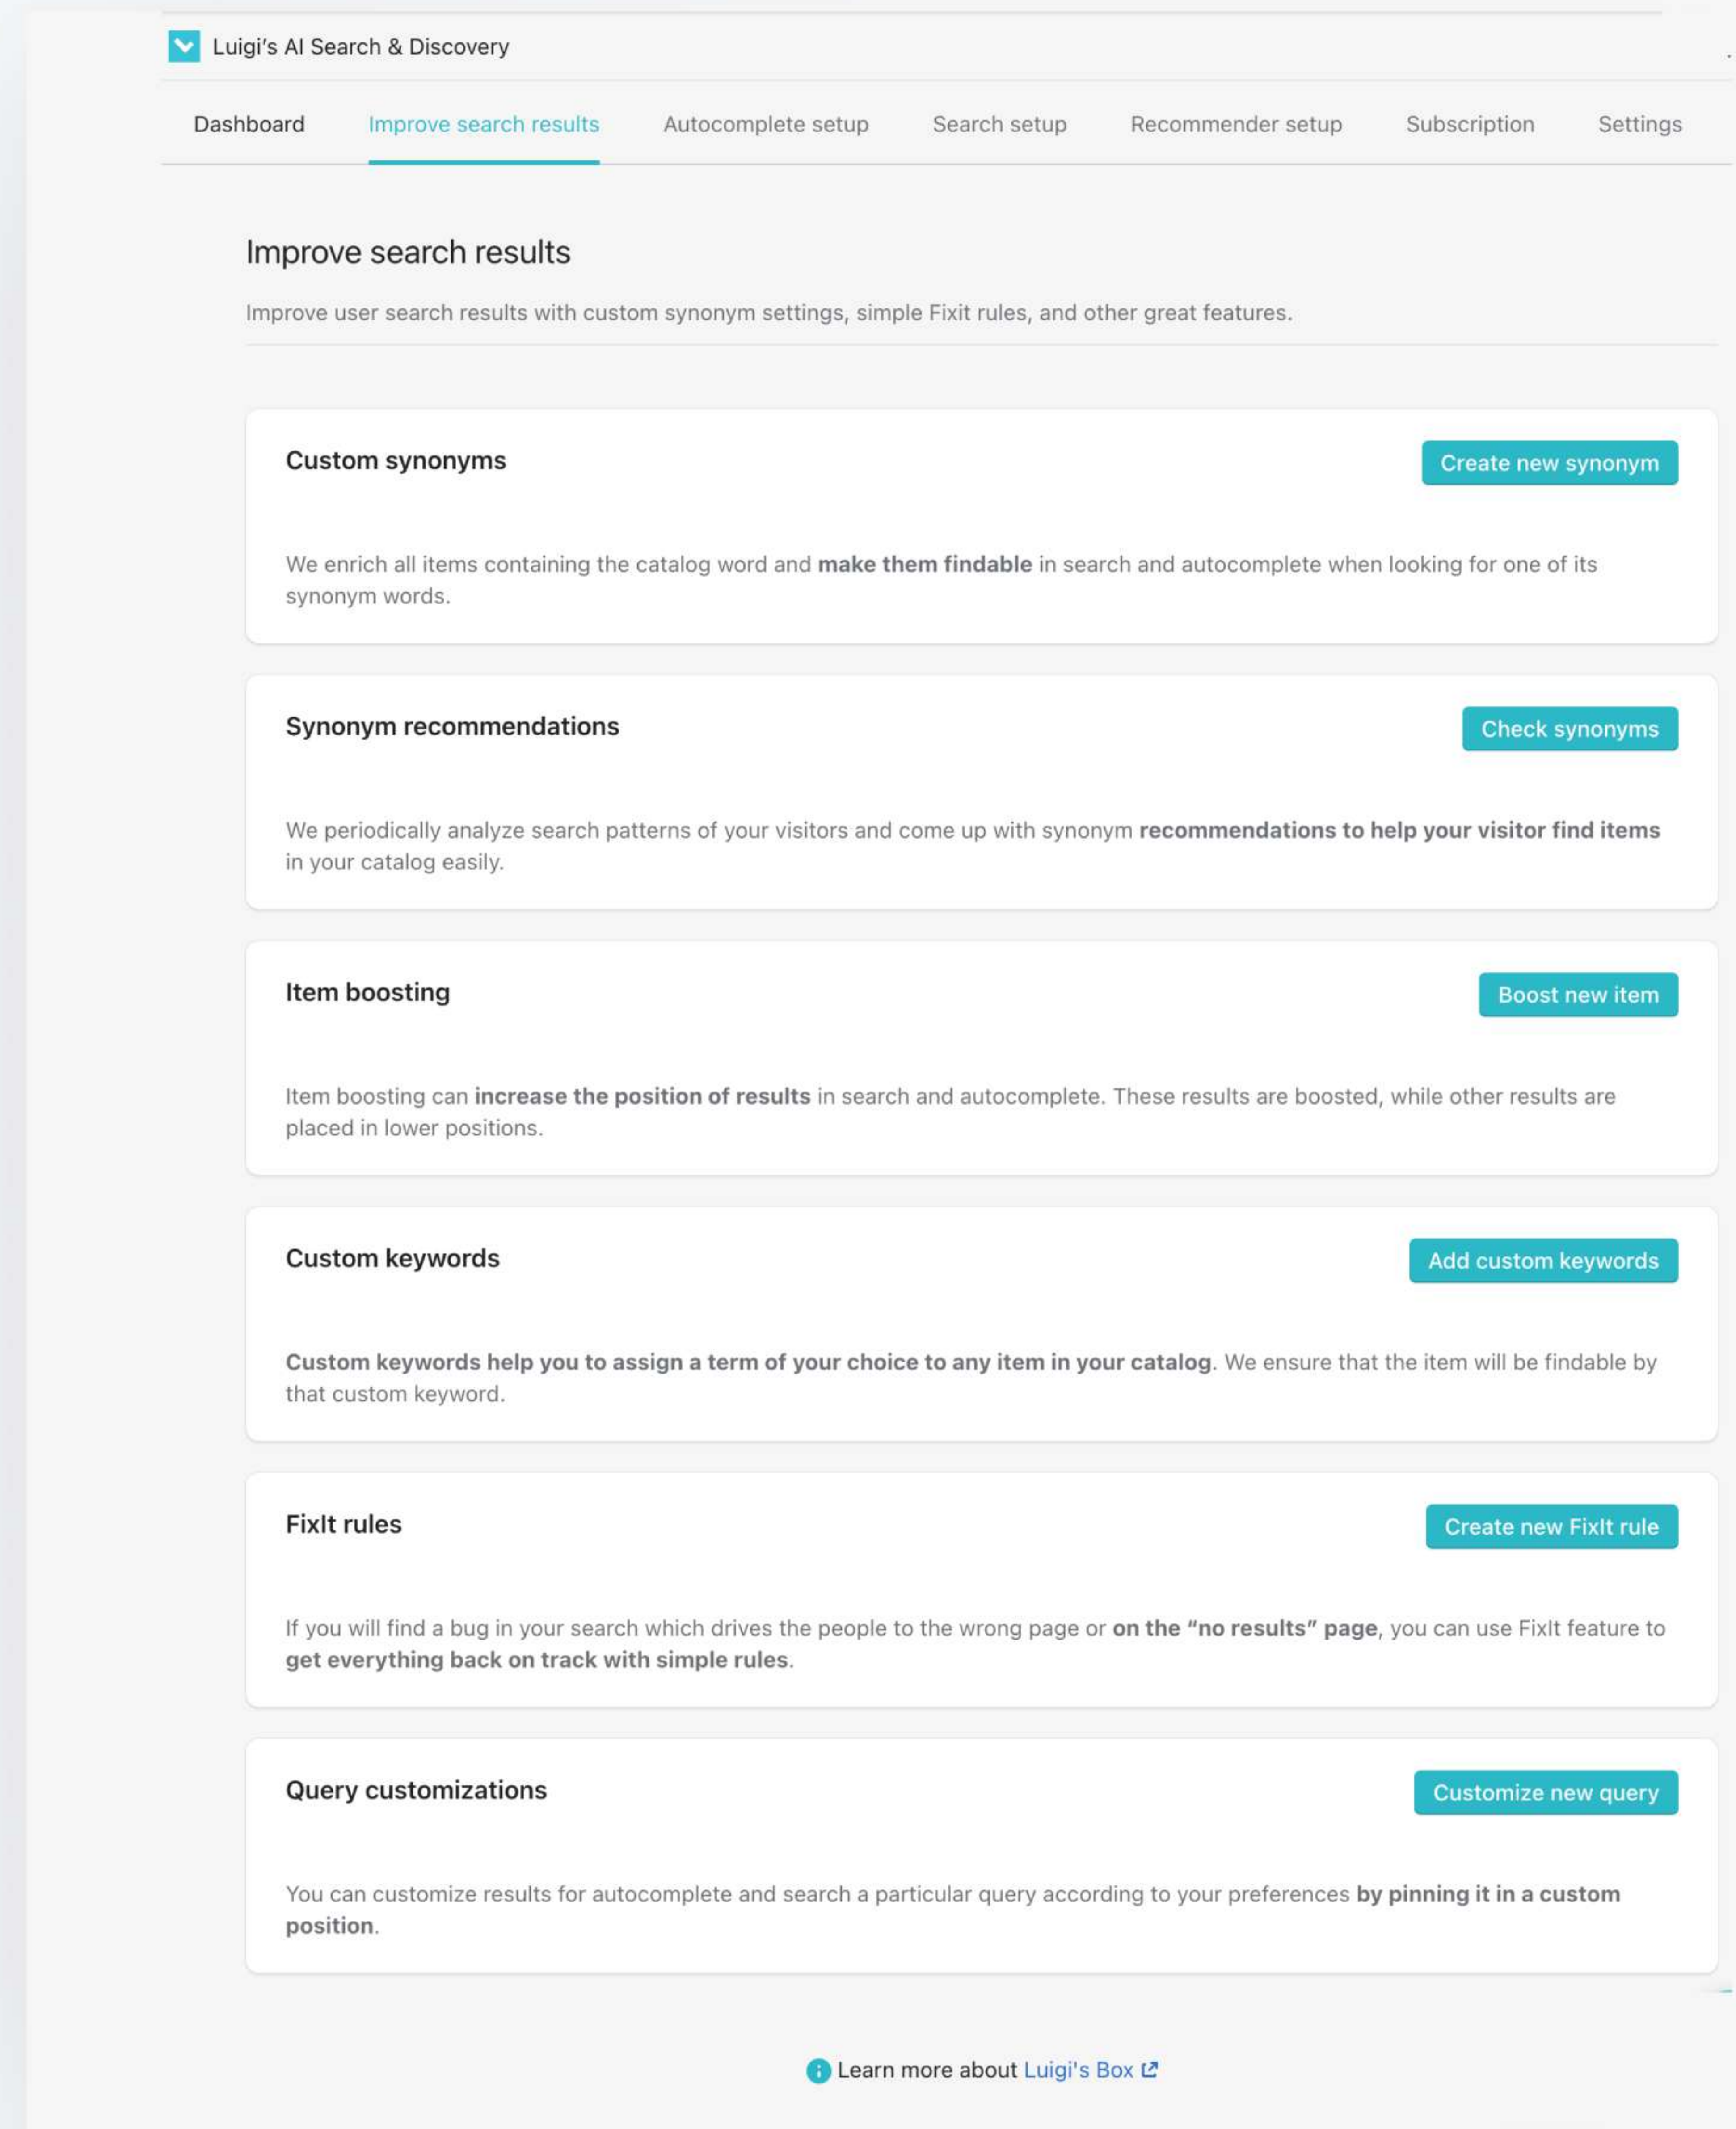 Luigi's AI Search & Discovery
Dashboard Improve search results Autocomplete setup Search setup Recommender setup Subscription Settings
Improve search results
Improve user search results with custom synonym settings, simple Fixit rules, and other great features.
Custom synonyms
Create new synonym
We enrich all items containing the catalog word and make them findable in search and autocomplete when looking for one of its
synonym words.
Synonym recommendations
Check synonyms
We periodically analyze search patterns of your visitors and come up with synonym recommendations to help your visitor find items
in your catalog easily.
Item boosting
Boost new item
Item boosting can increase the position of results in search and autocomplete. These results are boosted, while other results are
placed in lower positions.
Custom keywords
Add custom keywords
Custom keywords help you to assign a term of your choice to any item in your catalog. We ensure that the item will be findable by
that custom keyword.
FixIt rules
Create new FixIt rule
If you will find a bug in your search which drives the people to the wrong page or on the “no results” page, you can use FixIt feature to
get everything back on track with simple rules.
Query customizations
Customize new query
You can customize results for autocomplete and search a particular query according to your preferences by pinning it in a custom
position.
Learn more about Luigi's Box